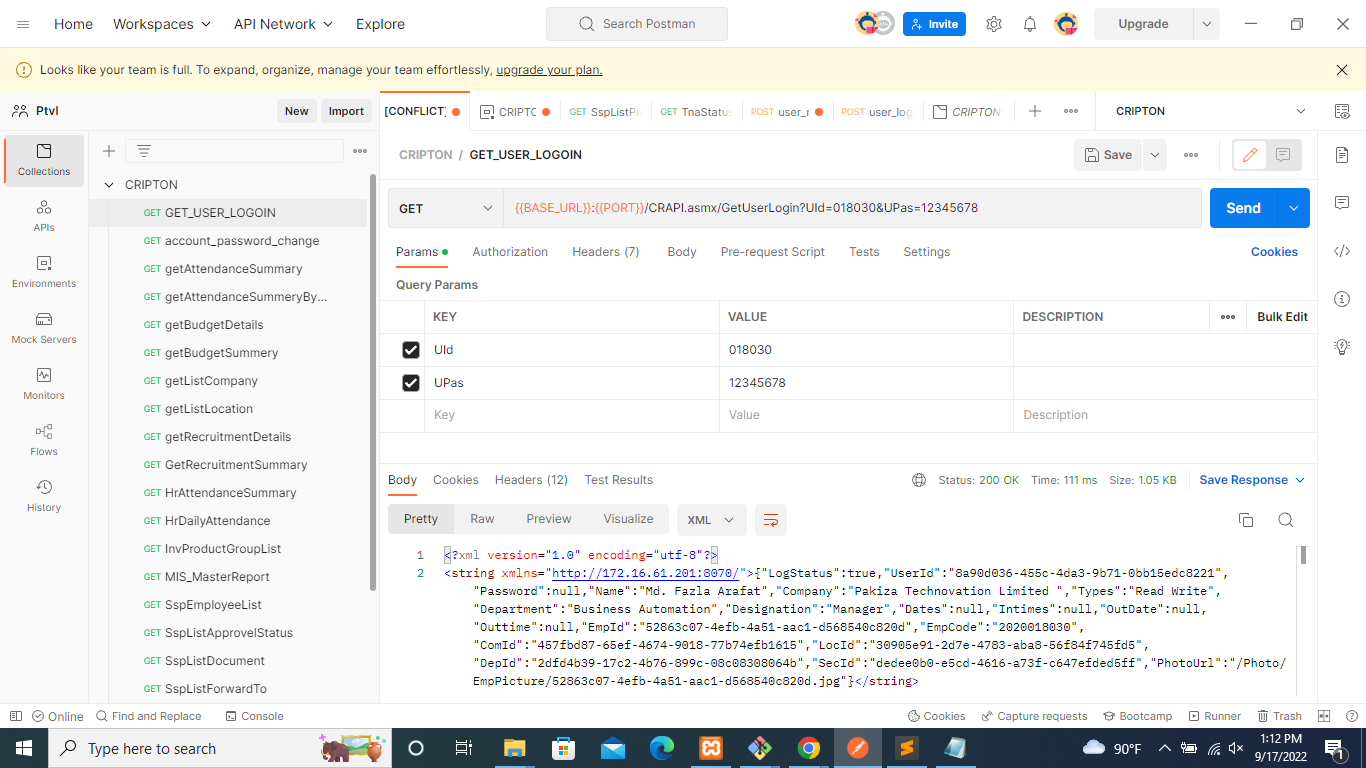 Home Workspaces API Network Explore Search Postman Invite Upgrade
Looks like your team is full. To expand, organize, manage your team effortlessly, upgrade your plan.
Ptvl New Import [CONFLICT] CRIPTO GET SspListPr GET TnaStatus POST user_r POST user_log CRIPTON CRIPTON
Collections
APIs
Environments
Mock Servers
Monitors
Flows
History
CRIPTON
GET GET_USER_LOGOIN
GET account_password_change
GET getAttendanceSummary
GET getAttendanceSummeryBy...
GET getBudgetDetails
GET getBudgetSummery
GET getListCompany
GET getListLocation
GET getRecruitmentDetails
GET GetRecruitmentSummary
GET HrAttendanceSummary
GET HrDailyAttendance
GET InvProductGroupList
GET MIS_MasterReport
GET SspEmployeeList
GET SspListApprovelStatus
GET SspListDocument
GET SspListForwardTo
CRIPTON / GET_USER_LOGOIN Save
GET {{BASE_URL}}:{{PORT}}/CRAPI.asmx/GetUserLogin?UId=018030&UPas=12345678 Send
Params Authorization Headers (7) Body Pre-request Script Tests Settings Cookies
Query Params
KEY VALUE DESCRIPTION Bulk Edit
UId 018030
UPas 12345678
Key Value Description
Body Cookies Headers (12) Test Results Status: 200 OK Time: 111 ms Size: 1.05 KB Save Response
Pretty Raw Preview Visualize XML
1 <?xml version="1.0" encoding="utf-8"?>
2 <string xmlns="http://172.16.61.201:8070/">{"LogStatus":true,"UserId":"8a90d036-455c-4da3-9b71-0bb15edc8221",
"Password":null,"Name":"Md. Fazla Arafat","Company":"Pakiza Technovation Limited ","Types":"Read Write",
"Department":"Business Automation","Designation":"Manager","Dates":null,"Intimes":null,"OutDate":null,
"Outtime":null,"EmpId":"52863c07-4efb-4a51-aac1-d568540c820d","EmpCode":"2020018030",
"ComId":"457fbd87-65ef-4674-9018-77b74efb1615","LocId":"30905e91-2d7e-4783-aba8-56f84f745fd5",
"DepId":"2dfd4b39-17c2-4b76-899c-08c08308064b","SecId":"dedee0b0-e5cd-4616-a73f-c647efded5ff","PhotoUrl":"/Photo/
EmpPicture/52863c07-4efb-4a51-aac1-d568540c820d.jpg"}</string>
Online Find and Replace Console Cookies Capture requests Bootcamp Runner Trash
Type here to search 90°F 1:12 PM
9/17/2022 1